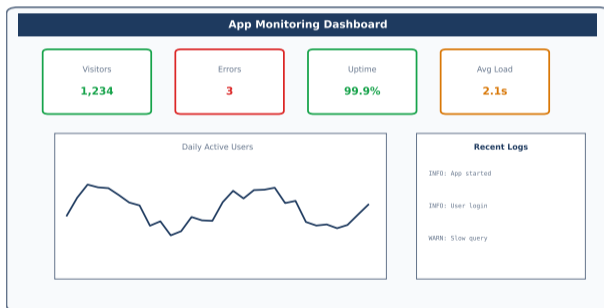 App Monitoring Dashboard
Visitors
1,234
Errors
3
Uptime
99.9%
Avg Load
2.1s
Daily Active Users
Recent Logs
INFO: App started
INFO: User login
WARN: Slow query